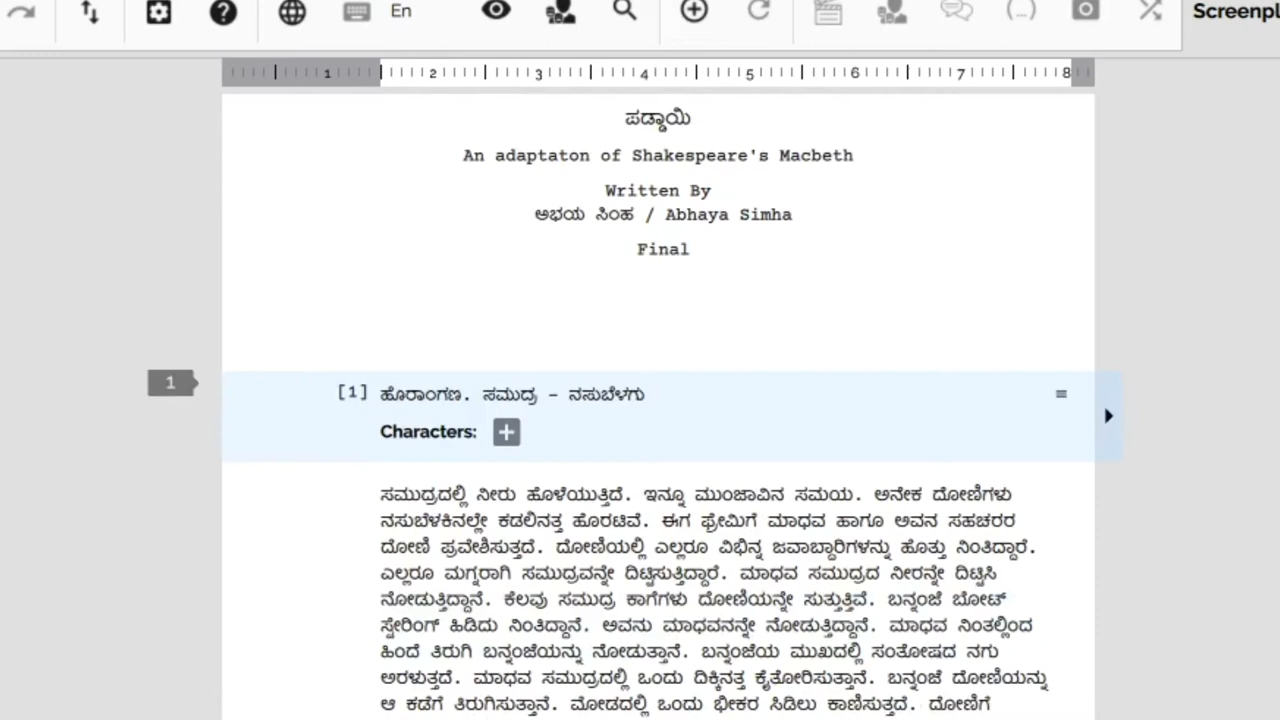 En
Screenpl
1 2 3 4 5 6 7 8
ಪಡ್ಡಾಯಿ
An adaptaton of Shakespeare's Macbeth
Written By
ಅಭಯ ಸಿಂಹ / Abhaya Simha
Final
1
[1] ಹೊರಾಂಗಣ. ಸಮುದ್ರ - ನಸುಬೆಳಗು
Characters:
ಸಮುದ್ರದಲ್ಲಿ ನೀರು ಹೊಳೆಯುತ್ತಿದೆ. ಇನ್ನೂ ಮುಂಜಾವಿನ ಸಮಯ. ಅನೇಕ ದೋಣಿಗಳು
ನಸುಬೆಳಕಿನಲ್ಲೇ ಕಡಲಿನತ್ತ ಹೊರಟಿವೆ. ಈಗ ಫ್ರೇಮಿಗೆ ಮಾಧವ ಹಾಗೂ ಅವನ ಸಹಚರರ
ದೋಣಿ ಪ್ರವೇಶಿಸುತ್ತದೆ. ದೋಣಿಯಲ್ಲಿ ಎಲ್ಲರೂ ವಿಭಿನ್ನ ಜವಾಬ್ದಾರಿಗಳನ್ನು ಹೊತ್ತು ನಿಂತಿದ್ದಾರೆ.
ಎಲ್ಲರೂ ಮಗ್ನರಾಗಿ ಸಮುದ್ರವನ್ನೇ ದಿಟ್ಟಿಸುತ್ತಿದ್ದಾರೆ. ಮಾಧವ ಸಮುದ್ರದ ನೀರನ್ನೇ ದಿಟ್ಟಿಸಿ
ನೋಡುತ್ತಿದ್ದಾನೆ. ಕೆಲವು ಸಮುದ್ರ ಕಾಗೆಗಳು ದೋಣಿಯನ್ನೇ ಸುತ್ತುತ್ತಿವೆ. ಬನ್ನಂಜೆ ಬೋಟ್
ಸ್ಟೇರಿಂಗ್ ಹಿಡಿದು ನಿಂತಿದ್ದಾನೆ. ಅವನು ಮಾಧವನನ್ನೇ ನೋಡುತ್ತಿದ್ದಾನೆ. ಮಾಧವ ನಿಂತಲ್ಲಿಂದ
ಹಿಂದೆ ತಿರುಗಿ ಬನ್ನಂಜೆಯನ್ನು ನೋಡುತ್ತಾನೆ. ಬನ್ನಂಜೆಯ ಮುಖದಲ್ಲಿ ಸಂತೋಷದ ನಗು
ಅರಳುತ್ತದೆ. ಮಾಧವ ಸಮುದ್ರದಲ್ಲಿ ಒಂದು ದಿಕ್ಕಿನತ್ತ ಕೈತೋರಿಸುತ್ತಾನೆ. ಬನ್ನಂಜೆ ದೋಣಿಯನ್ನು
ಆ ಕಡೆಗೆ ತಿರುಗಿಸುತ್ತಾನೆ. ಮೋಡದಲ್ಲಿ ಒಂದು ಭೀಕರ ಸಿಡಿಲು ಕಾಣಿಸುತ್ತದೆ. ದೋಣಿಗೆ